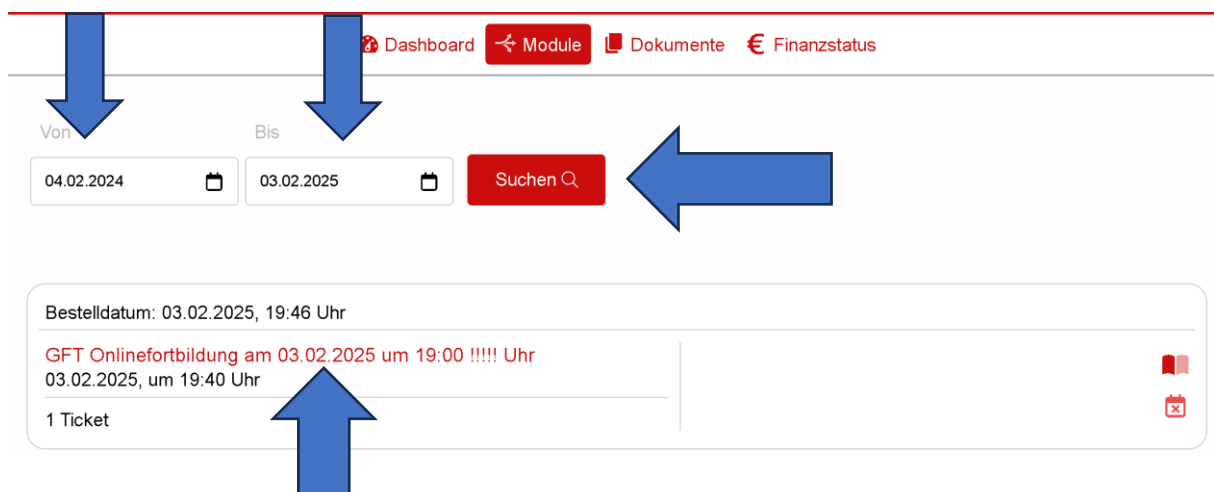 Dashboard Module Dokumente € Finanzstatus
Von Bis
04.02.2024 03.02.2025 Suchen
Bestelldatum: 03.02.2025, 19:46 Uhr
GFT Onlinefortbildung am 03.02.2025 um 19:00 !!!!! Uhr
03.02.2025, um 19:40 Uhr
1 Ticket